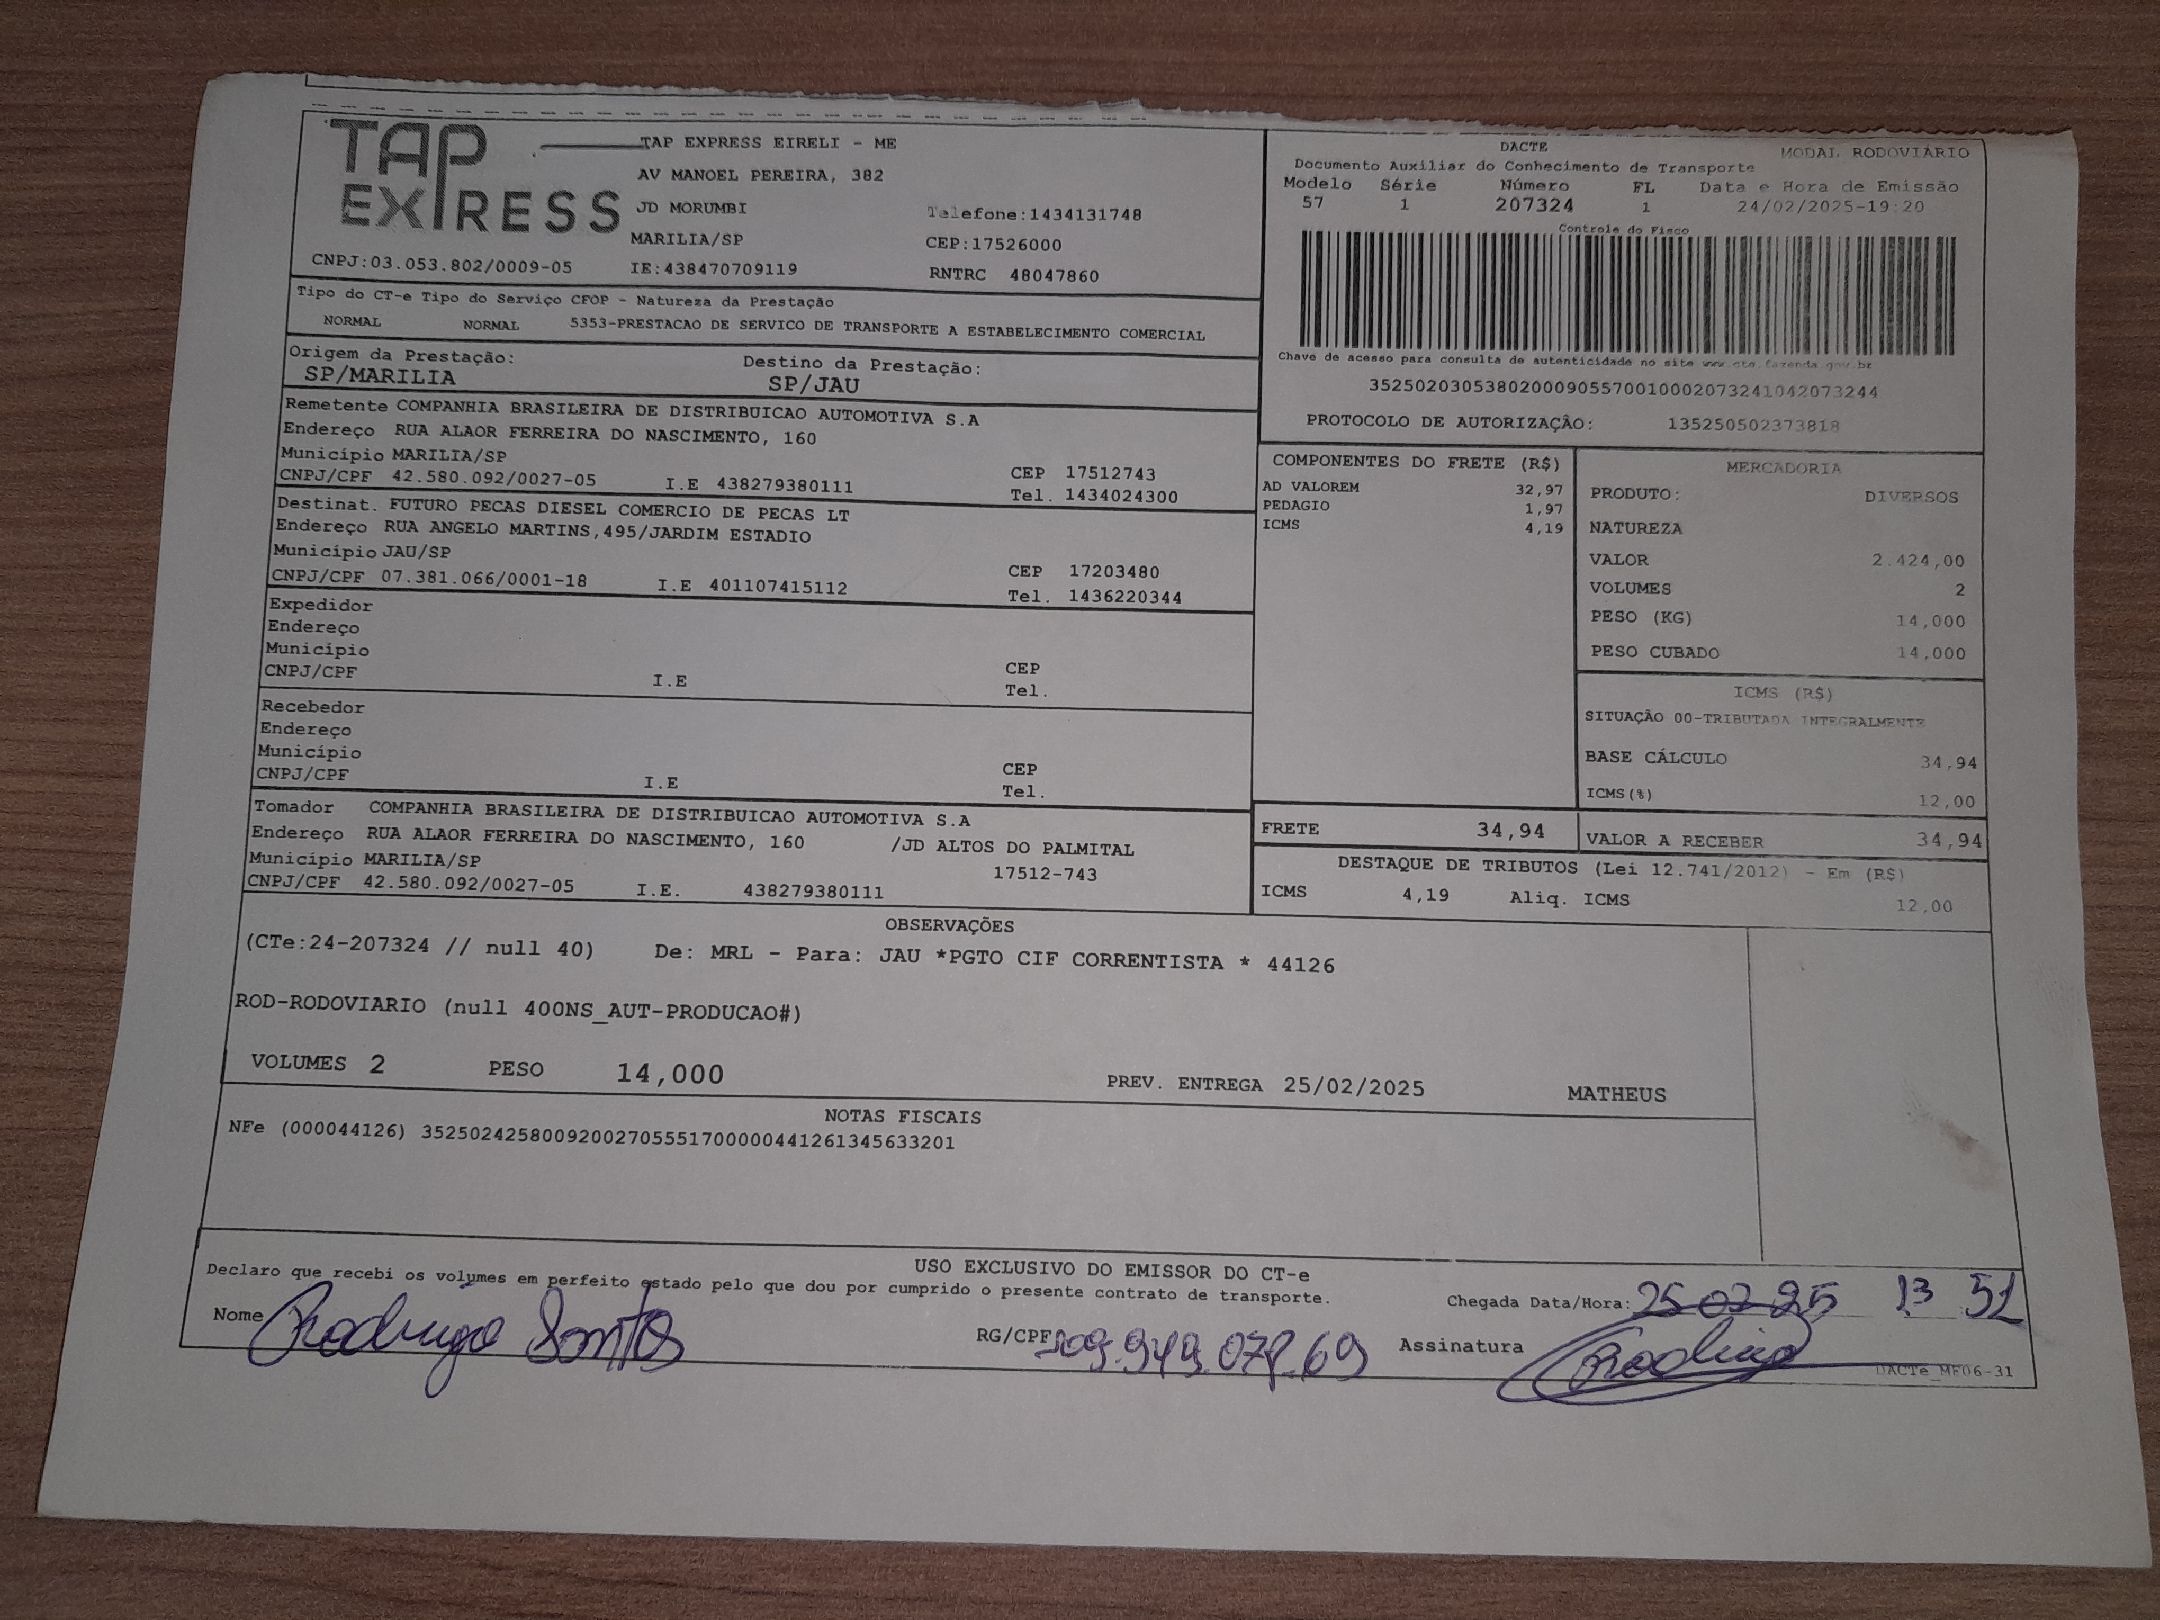 TAP EXPRESS
TAP EXPRESS EIRELI - ME
AV MANOEL PEREIRA, 382
JD MORUMBI Telefone:1434131748
MARILIA/SP CEP:17526000
CNPJ:03.053.802/0009-05 IE:438470709119 RNTRC 48047860
DACTE MODAL RODOVIARIO
Documento Auxiliar do Conhecimento de Transporte
Modelo Série Número FL Data e Hora de Emissão
57 1 207324 1 24/02/2025-19:20
Controle do Fisco
Chave de acesso para consulta de autenticidade no site www.cte.fazenda.gov.br
35250203053802000905570010002073241042073244
PROTOCOLO DE AUTORIZAÇÃO: 135250502373818
Tipo do CT-e Tipo do Serviço CFOP - Natureza da Prestação
NORMAL NORMAL 5353-PRESTACAO DE SERVICO DE TRANSPORTE A ESTABELECIMENTO COMERCIAL
Origem da Prestação: Destino da Prestação:
SP/MARILIA SP/JAU
Remetente COMPANHIA BRASILEIRA DE DISTRIBUICAO AUTOMOTIVA S.A
Endereço RUA ALAOR FERREIRA DO NASCIMENTO, 160
Município MARILIA/SP CEP 17512743
CNPJ/CPF 42.580.092/0027-05 I.E 438279380111 Tel. 1434024300
Destinat. FUTURO PECAS DIESEL COMERCIO DE PECAS LT
Endereço RUA ANGELO MARTINS,495/JARDIM ESTADIO
Município JAU/SP CEP 17203480
CNPJ/CPF 07.381.066/0001-18 I.E 401107415112 Tel. 1436220344
Expedidor
Endereço
Município CEP
CNPJ/CPF I.E Tel.
Recebedor
Endereço
Município CEP
CNPJ/CPF I.E Tel.
Tomador COMPANHIA BRASILEIRA DE DISTRIBUICAO AUTOMOTIVA S.A
Endereço RUA ALAOR FERREIRA DO NASCIMENTO, 160 /JD ALTOS DO PALMITAL
Município MARILIA/SP 17512-743
CNPJ/CPF 42.580.092/0027-05 I.E. 438279380111
COMPONENTES DO FRETE (R$)
AD VALOREM 32,97
PEDAGIO 1,97
ICMS 4,19
MERCADORIA
PRODUTO: DIVERSOS
NATUREZA
VALOR 2.424,00
VOLUMES 2
PESO (KG) 14,000
PESO CUBADO 14,000
ICMS (R$)
SITUAÇÃO 00-TRIBUTADA INTEGRALMENTE
BASE CÁLCULO 34,94
ICMS(%) 12,00
FRETE 34,94 VALOR A RECEBER 34,94
DESTAQUE DE TRIBUTOS (Lei 12.741/2012) - Em (R$)
ICMS 4,19 Aliq. ICMS 12,00
OBSERVAÇÕES
(CTe:24-207324 // null 40) De: MRL - Para: JAU *PGTO CIF CORRENTISTA * 44126
ROD-RODOVIARIO (null 400NS_AUT-PRODUCAO#)
VOLUMES 2 PESO 14,000 PREV. ENTREGA 25/02/2025 MATHEUS
NOTAS FISCAIS
NFe (000044126) 35250242580092002705551700000441261345633201
USO EXCLUSIVO DO EMISSOR DO CT-e
Declaro que recebi os volúmes em perfeito estado pelo que dou por cumprido o presente contrato de transporte.
Chegada Data/Hora: 25 02 25 13 51
Nome Rodrigo Santos RG/CPF 309.949.078.69 Assinatura Rodrigo
DACTe_MF06-31